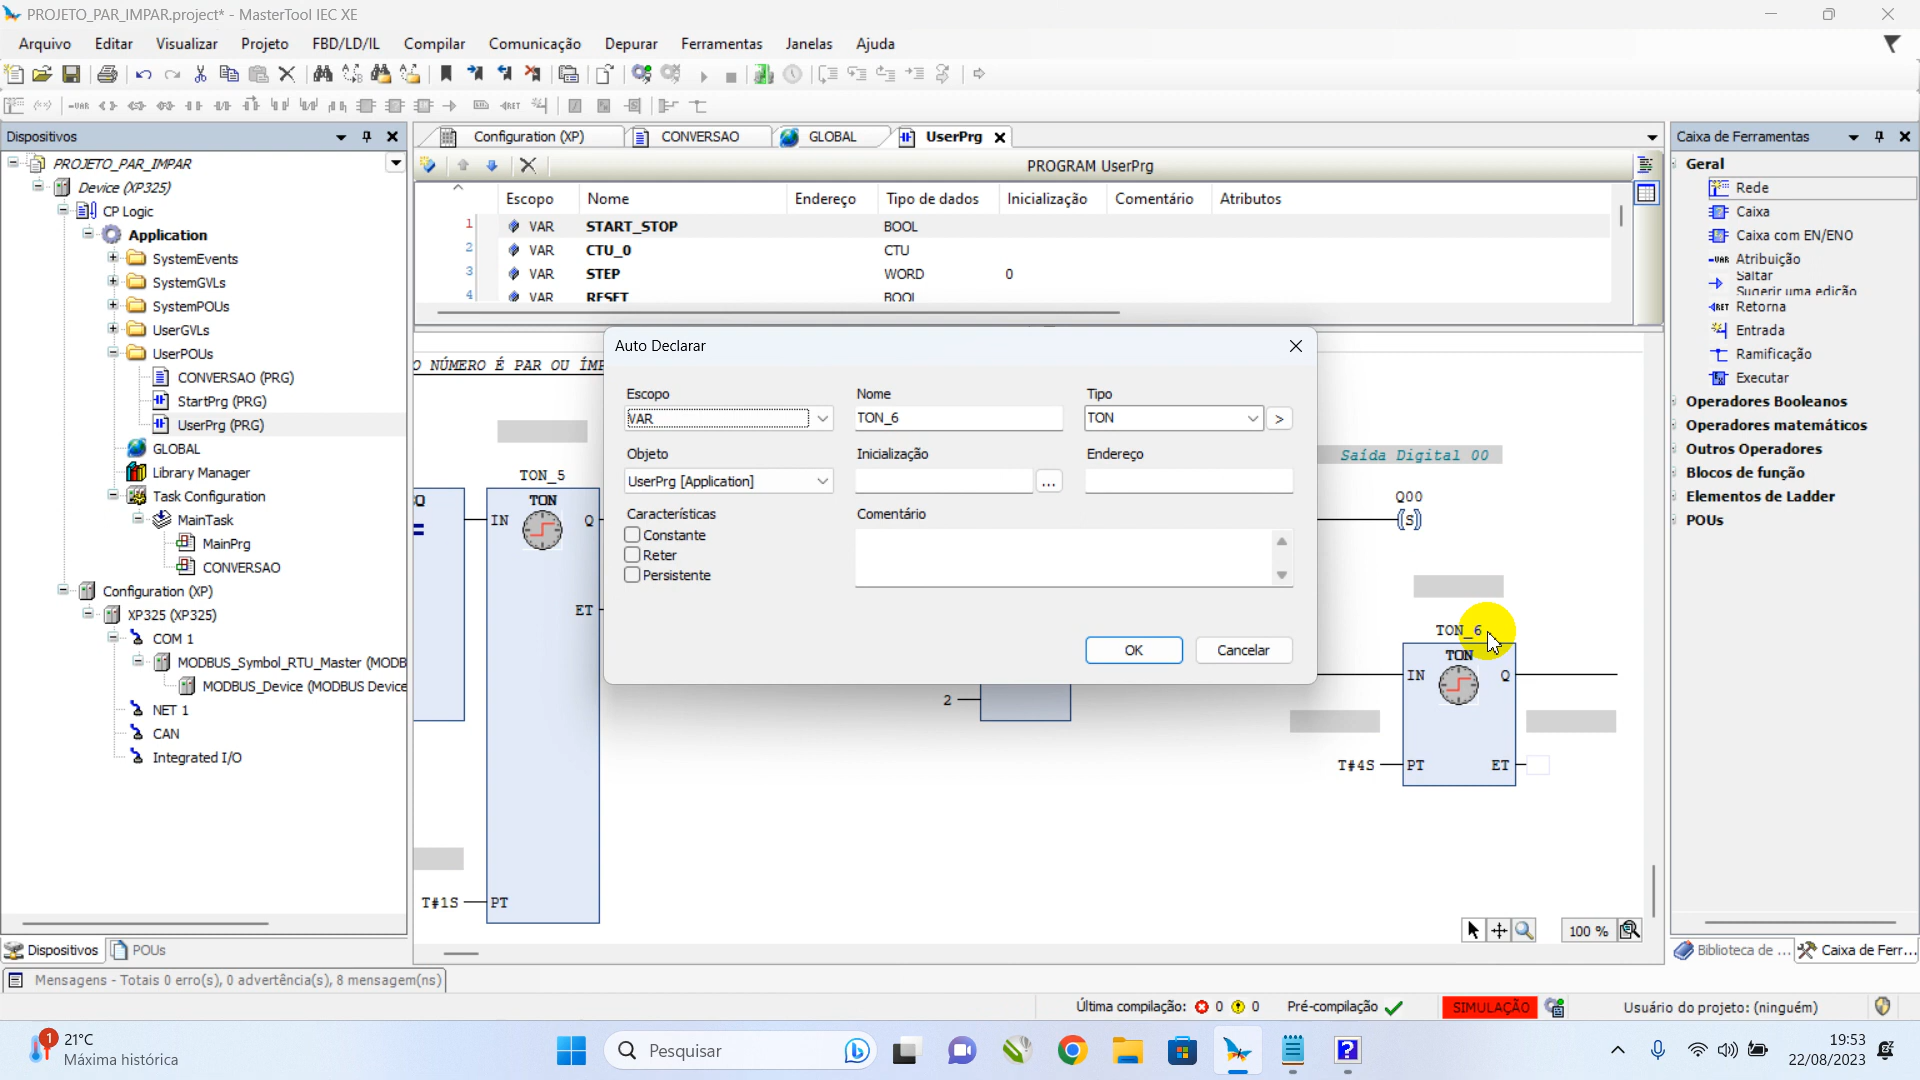 PROJETO_PAR_IMPAR.project* - MasterTool IEC XE
Arquivo Editar Visualizar Projeto FBD/LD/IL Compilar Comunicação Depurar Ferramentas Janelas Ajuda
Dispositivos
PROJETO_PAR_IMPAR
Device (XP325)
CP Logic
Application
SystemEvents
SystemGVLs
SystemPOUs
UserGVLs
UserPOUs
CONVERSAO (PRG)
StartPrg (PRG)
UserPrg (PRG)
GLOBAL
Library Manager
Task Configuration
MainTask
MainPrg
CONVERSAO
Configuration (XP)
XP325 (XP325)
COM 1
MODBUS_Symbol_RTU_Master (MODB
MODBUS_Device (MODBUS Device
NET 1
CAN
Integrated I/O
Dispositivos POUs
Configuration (XP) CONVERSAO GLOBAL UserPrg
PROGRAM UserPrg
Escopo Nome Endereço Tipo de dados Inicialização Comentário Atributos
1 VAR START_STOP BOOL
2 VAR CTU_0 CTU
3 VAR STEP WORD 0
4 VAR RESET BOOL
O NÚMERO É PAR OU ÍMP
TON_5
TON
IN Q
ET
T#1S PT
Q
=
2
Auto Declarar
Escopo Nome Tipo
VAR TON_6 TON >
Objeto Inicialização Endereço
UserPrg [Application] ...
Características Comentário
Constante
Reter
Persistente
OK Cancelar
Saída Digital 00
Q00
(S)
TON_6
TON
IN Q
T#4S PT ET
100 %
Caixa de Ferramentas
Geral
Rede
Caixa
Caixa com EN/ENO
Atribuição
Saltar
Sugerir uma edição
Retorna
Entrada
Ramificação
Executar
Operadores Booleanos
Operadores matemáticos
Outros Operadores
Blocos de função
Elementos de Ladder
POUs
Biblioteca de ... Caixa de Ferr...
Mensagens - Totais 0 erro(s), 0 advertência(s), 8 mensagem(ns)
Última compilação: 0 0 Pré-compilação SIMULAÇÃO Usuário do projeto: (ninguém)
1
21°C
Máxima histórica
Pesquisar
19:53
22/08/2023